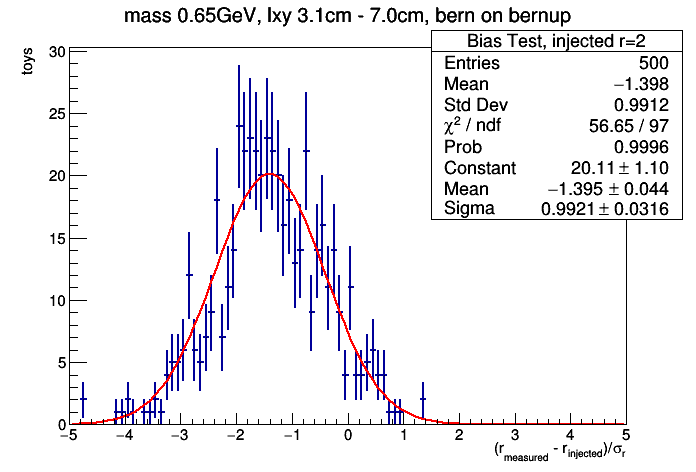 mass 0.65GeV, lxy 3.1cm - 7.0cm, bern on bernup
toys
Bias Test, injected r=2
Entries 500
Mean −1.398
Std Dev 0.9912
χ² / ndf 56.65 / 97
Prob 0.9996
Constant 20.11 ± 1.10
Mean −1.395 ± 0.044
Sigma 0.9921 ± 0.0316
30
25
20
15
10
5
0
−5 −4 −3 −2 −1 0 1 2 3 4 5
(r_measured - r_injected)/σ_r